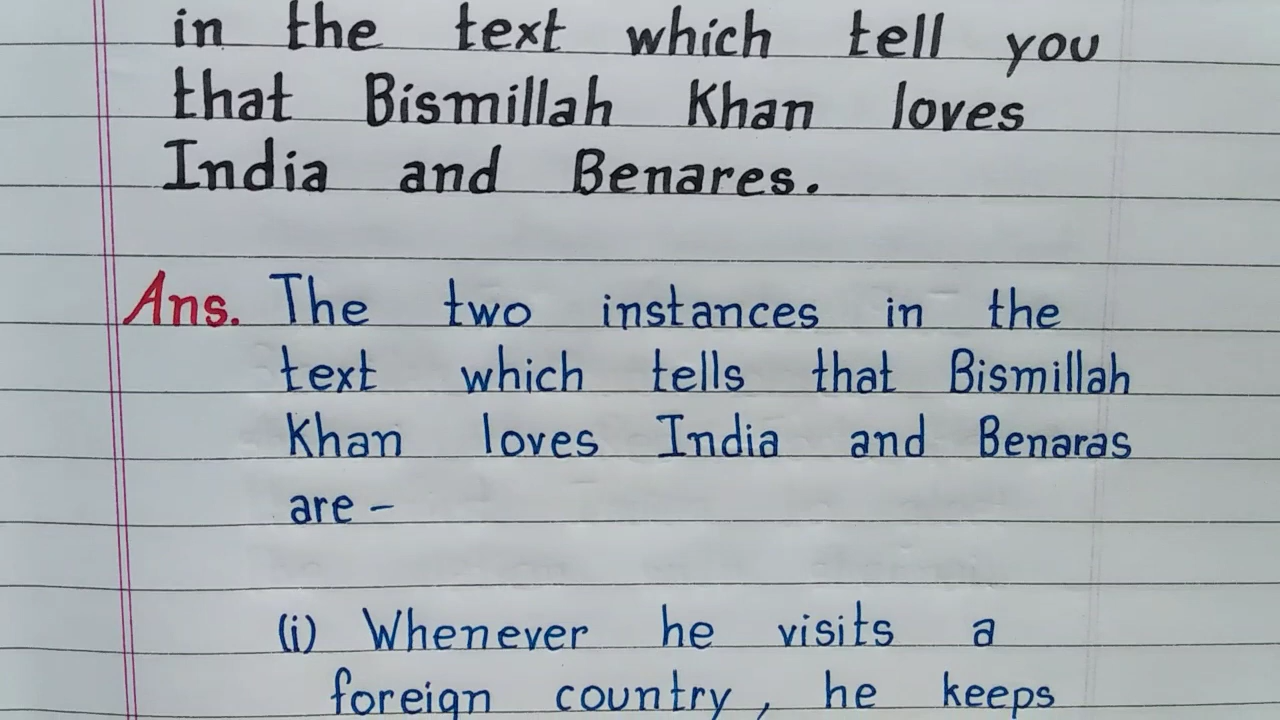 in the text which tell you
that Bismillah Khan loves
India and Benares.
Ans. The two instances in the
text which tells that Bismillah
Khan loves India and Benaras
are -
(i) Whenever he visits a
foreign country, he keeps